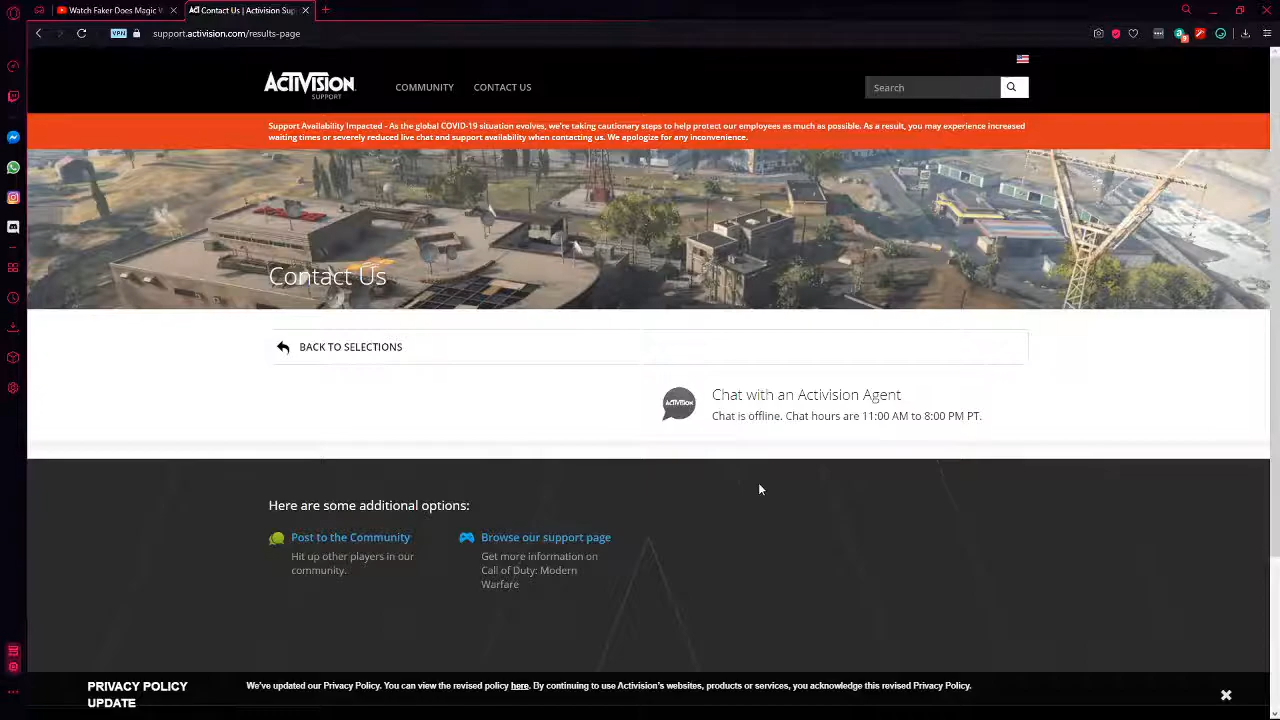 Watch Faker Does Magic W
Contact Us | Activision Sup
VPN
support.activision.com/results-page
9
ACTIVISION
SUPPORT
COMMUNITY
CONTACT US
Search
Support Availability Impacted - As the global COVID-19 situation evolves, we're taking cautionary steps to help protect our employees as much as possible. As a result, you may experience increased
waiting times or severely reduced live chat and support availability when contacting us. We apologize for any inconvenience.
Contact Us
BACK TO SELECTIONS
ACTIVISION
Chat with an Activision Agent
Chat is offline. Chat hours are 11:00 AM to 8:00 PM PT.
Here are some additional options:
Post to the Community
Hit up other players in our
community.
Browse our support page
Get more information on
Call of Duty: Modern
Warfare
PRIVACY POLICY
UPDATE
We've updated our Privacy Policy. You can view the revised policy here. By continuing to use Activision's websites, products or services, you acknowledge this revised Privacy Policy.